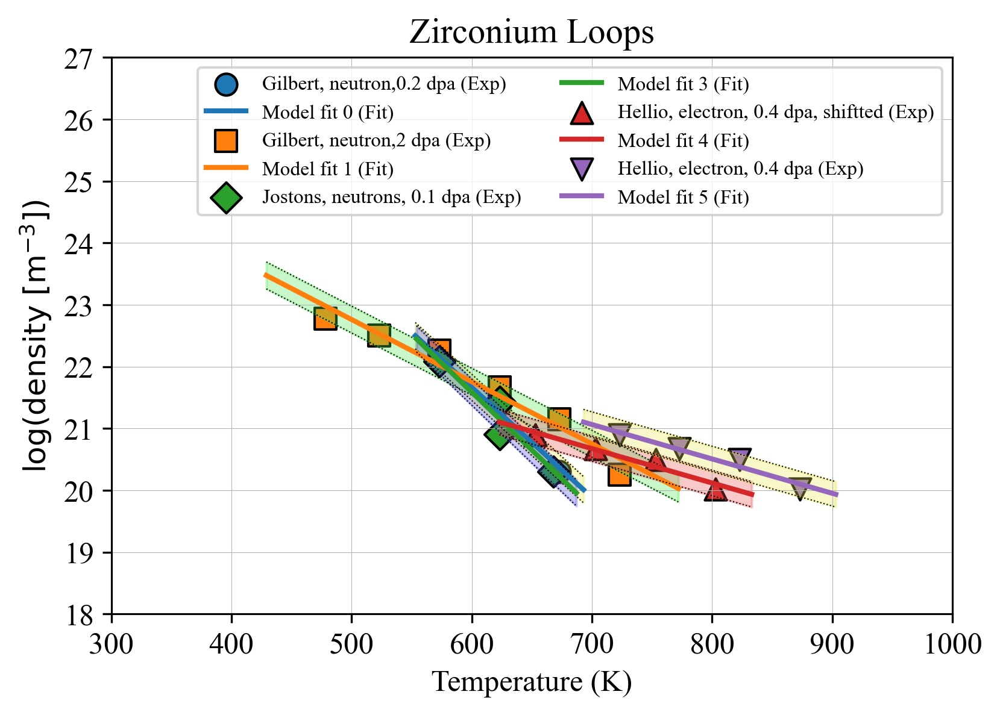 Zirconium Loops
27
26
25
24
23
22
21
20
19
18
log(density [m⁻³])
Gilbert, neutron,0.2 dpa (Exp)
Model fit 0 (Fit)
Gilbert, neutron,2 dpa (Exp)
Model fit 1 (Fit)
Jostons, neutrons, 0.1 dpa (Exp)
Model fit 3 (Fit)
Hellio, electron, 0.4 dpa, shiftted (Exp)
Model fit 4 (Fit)
Hellio, electron, 0.4 dpa (Exp)
Model fit 5 (Fit)
300 400 500 600 700 800 900 1000
Temperature (K)